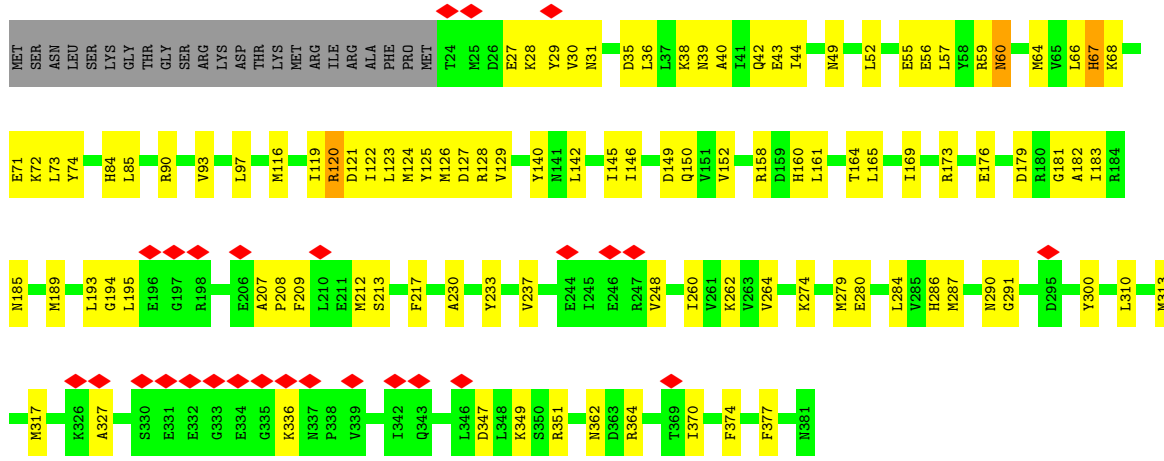 MET SER ASN LEU SER LYS GLY THR GLY SER ARG LYS ASP THR LYS MET ARG ILE ARG ALA PHE PRO MET T24 M25 D26 E27 K28 Y29 V30 N31 D35 L36 L37 K38 N39 A40 I41 Q42 E43 I44 N49 L52 E55 E56 L57 Y58 R59 N60 M64 V65 L66 H67 K68
E71 K72 L73 Y74 H84 L85 R90 V93 L97 M116 I119 R120 D121 I122 L123 M124 Y125 M126 D127 R128 V129 Y140 N141 L142 I145 I146 D149 Q150 V151 V152 R158 D159 H160 L161 T164 L165 I169 R173 E176 D179 R180 G181 A182 I183 R184
N185 M189 L193 G194 L195 E196 G197 R198 E206 A207 P208 F209 L210 E211 M212 S213 F217 A230 Y233 V237 E244 I245 E246 R247 V248 I260 V261 K262 V263 V264 K274 M279 E280 L284 V285 H286 M287 N290 G291 D295 Y300 L310 M313
M317 K326 A327 S330 E331 E332 G333 E334 G335 K336 N337 P338 V339 I342 Q343 L346 D347 L348 K349 S350 R351 N362 D363 R364 T369 I370 F374 F377 N381